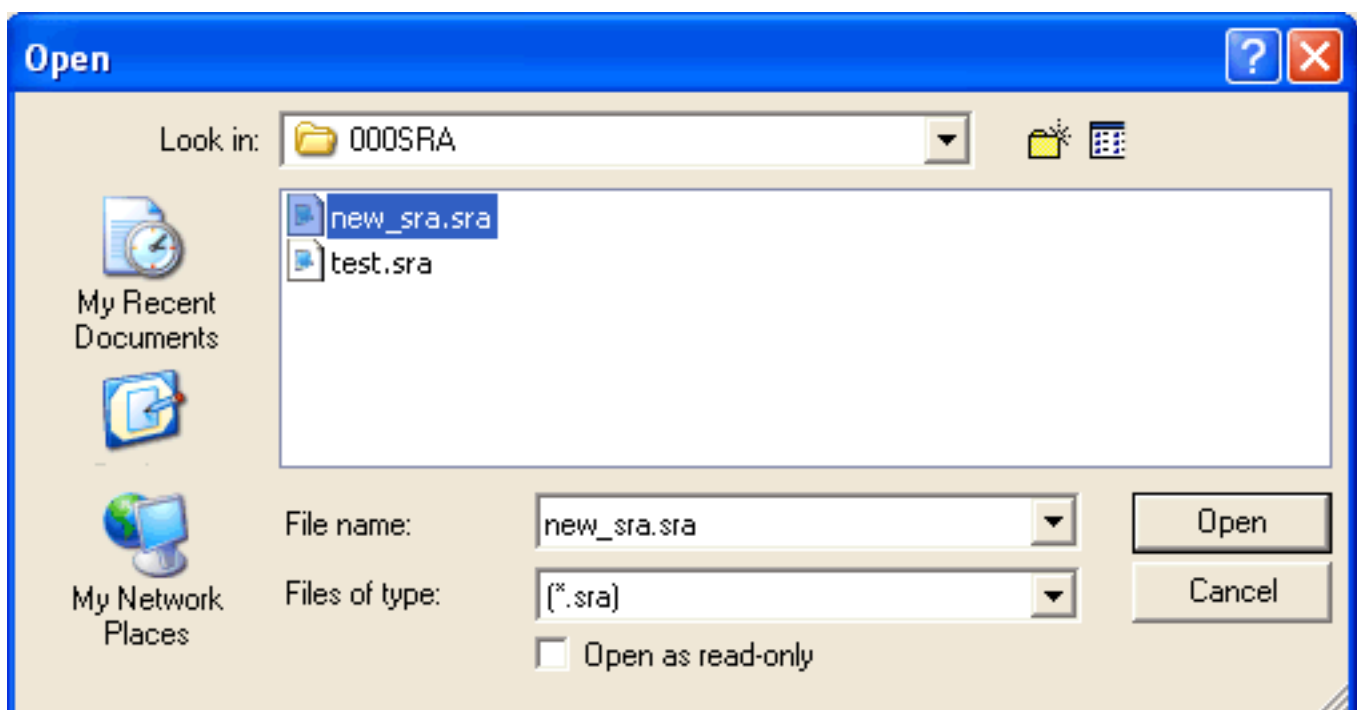 Open
Look in: 000SRA
new_sra.sra
test.sra
My Recent
Documents
My Network
Places
File name: new_sra.sra
Open
Files of type: (*.sra)
Cancel
Open as read-only